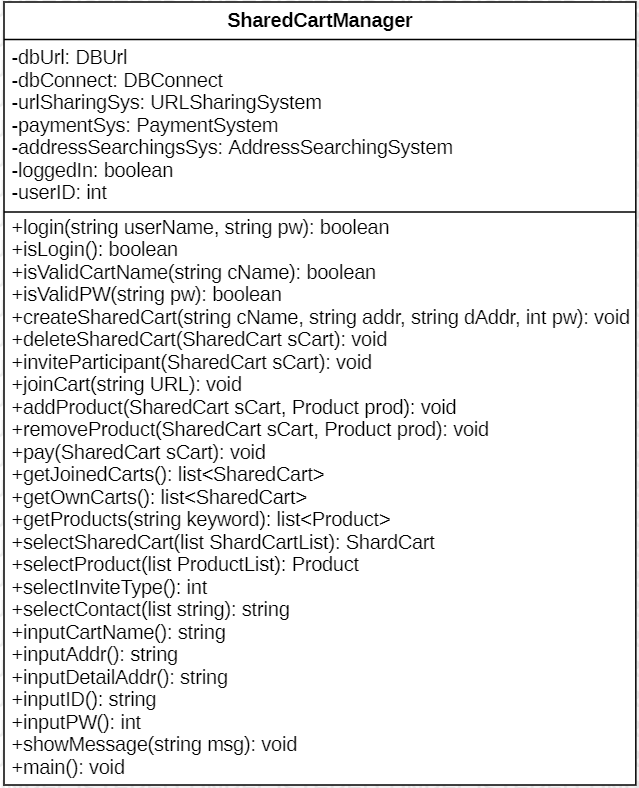 SharedCartManager
-dbUrl: DBUrl
-dbConnect: DBConnect
-urlSharingSys: URLSharingSystem
-paymentSys: PaymentSystem
-addressSearchingsSys: AddressSearchingSystem
-loggedIn: boolean
-userID: int
+login(string userName, string pw): boolean
+isLogin(): boolean
+isValidCartName(string cName): boolean
+isValidPW(string pw): boolean
+createSharedCart(string cName, string addr, string dAddr, int pw): void
+deleteSharedCart(SharedCart sCart): void
+inviteParticipant(SharedCart sCart): void
+joinCart(string URL): void
+addProduct(SharedCart sCart, Product prod): void
+removeProduct(SharedCart sCart, Product prod): void
+pay(SharedCart sCart): void
+getJoinedCarts(): list<SharedCart>
+getOwnCarts(): list<SharedCart>
+getProducts(string keyword): list<Product>
+selectSharedCart(list ShardCartList): ShardCart
+selectProduct(list ProductList): Product
+selectInviteType(): int
+selectContact(list string): string
+inputCartName(): string
+inputAddr(): string
+inputDetailAddr(): string
+inputID(): string
+inputPW(): int
+showMessage(string msg): void
+main(): void